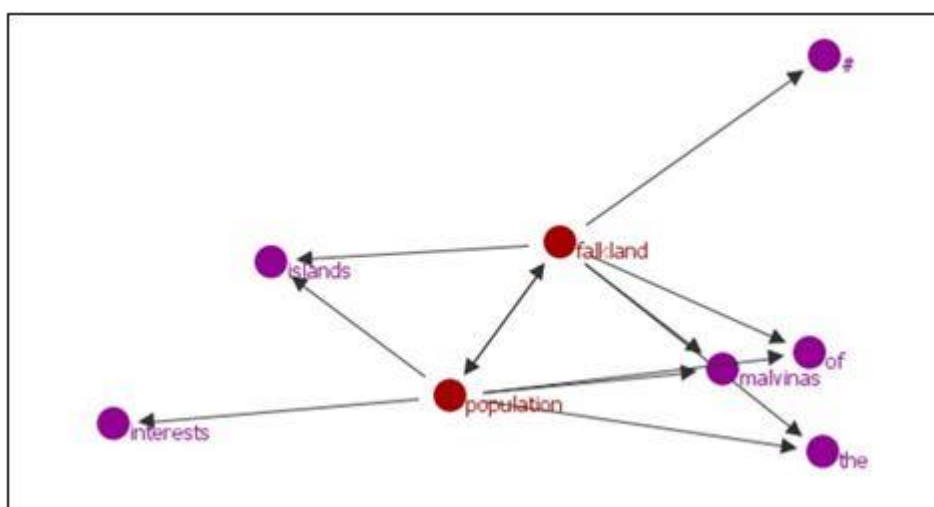 #
falkland
islands
of
malvinas
population
interests
the